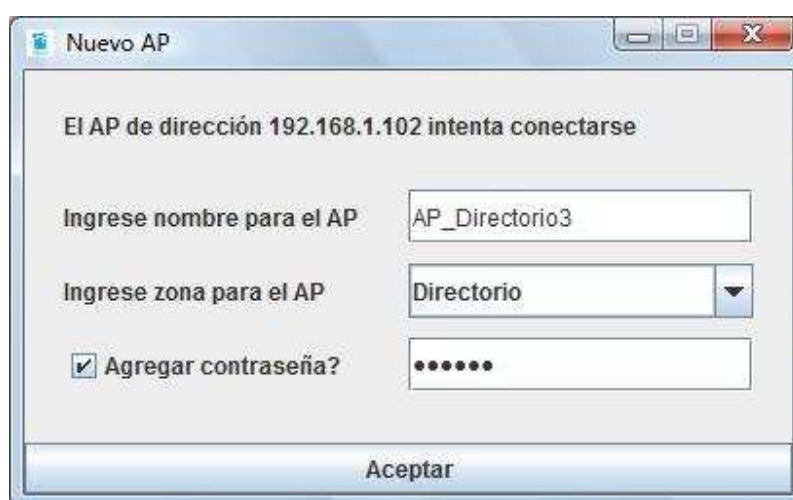 Nuevo AP
El AP de dirección 192.168.1.102 intenta conectarse
Ingrese nombre para el AP AP_Directorio3
Ingrese zona para el AP Directorio
Agregar contraseña? ••••••
Aceptar